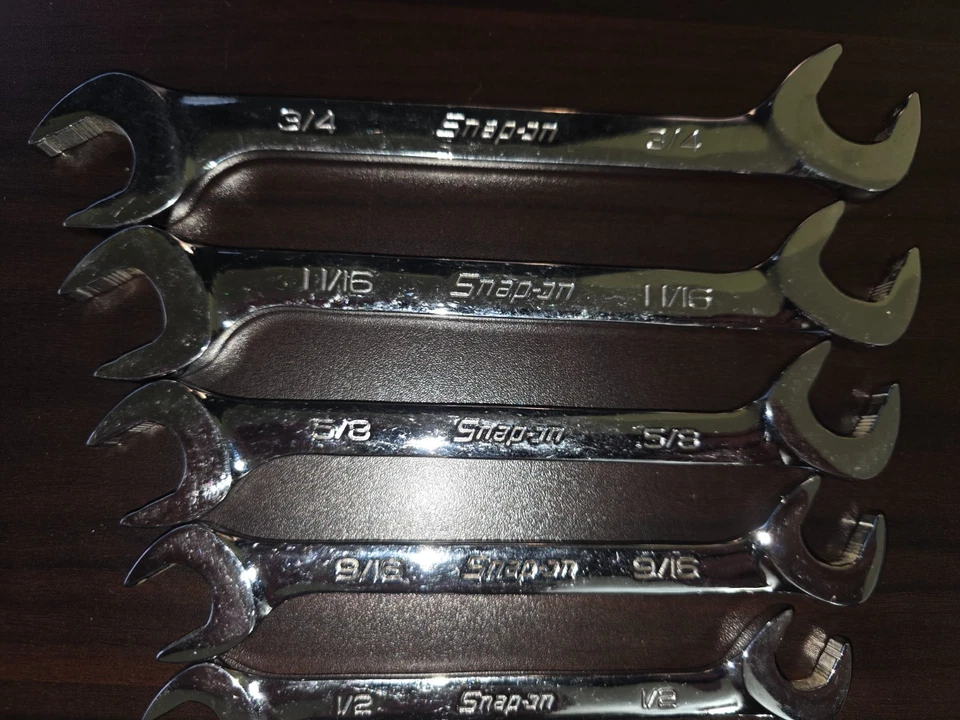 3/4 Snap-on 3/4
11/16 Snap-on 11/16
5/8 Snap-on 5/8
9/16 Snap-on 9/16
1/2 Snap-on 1/2